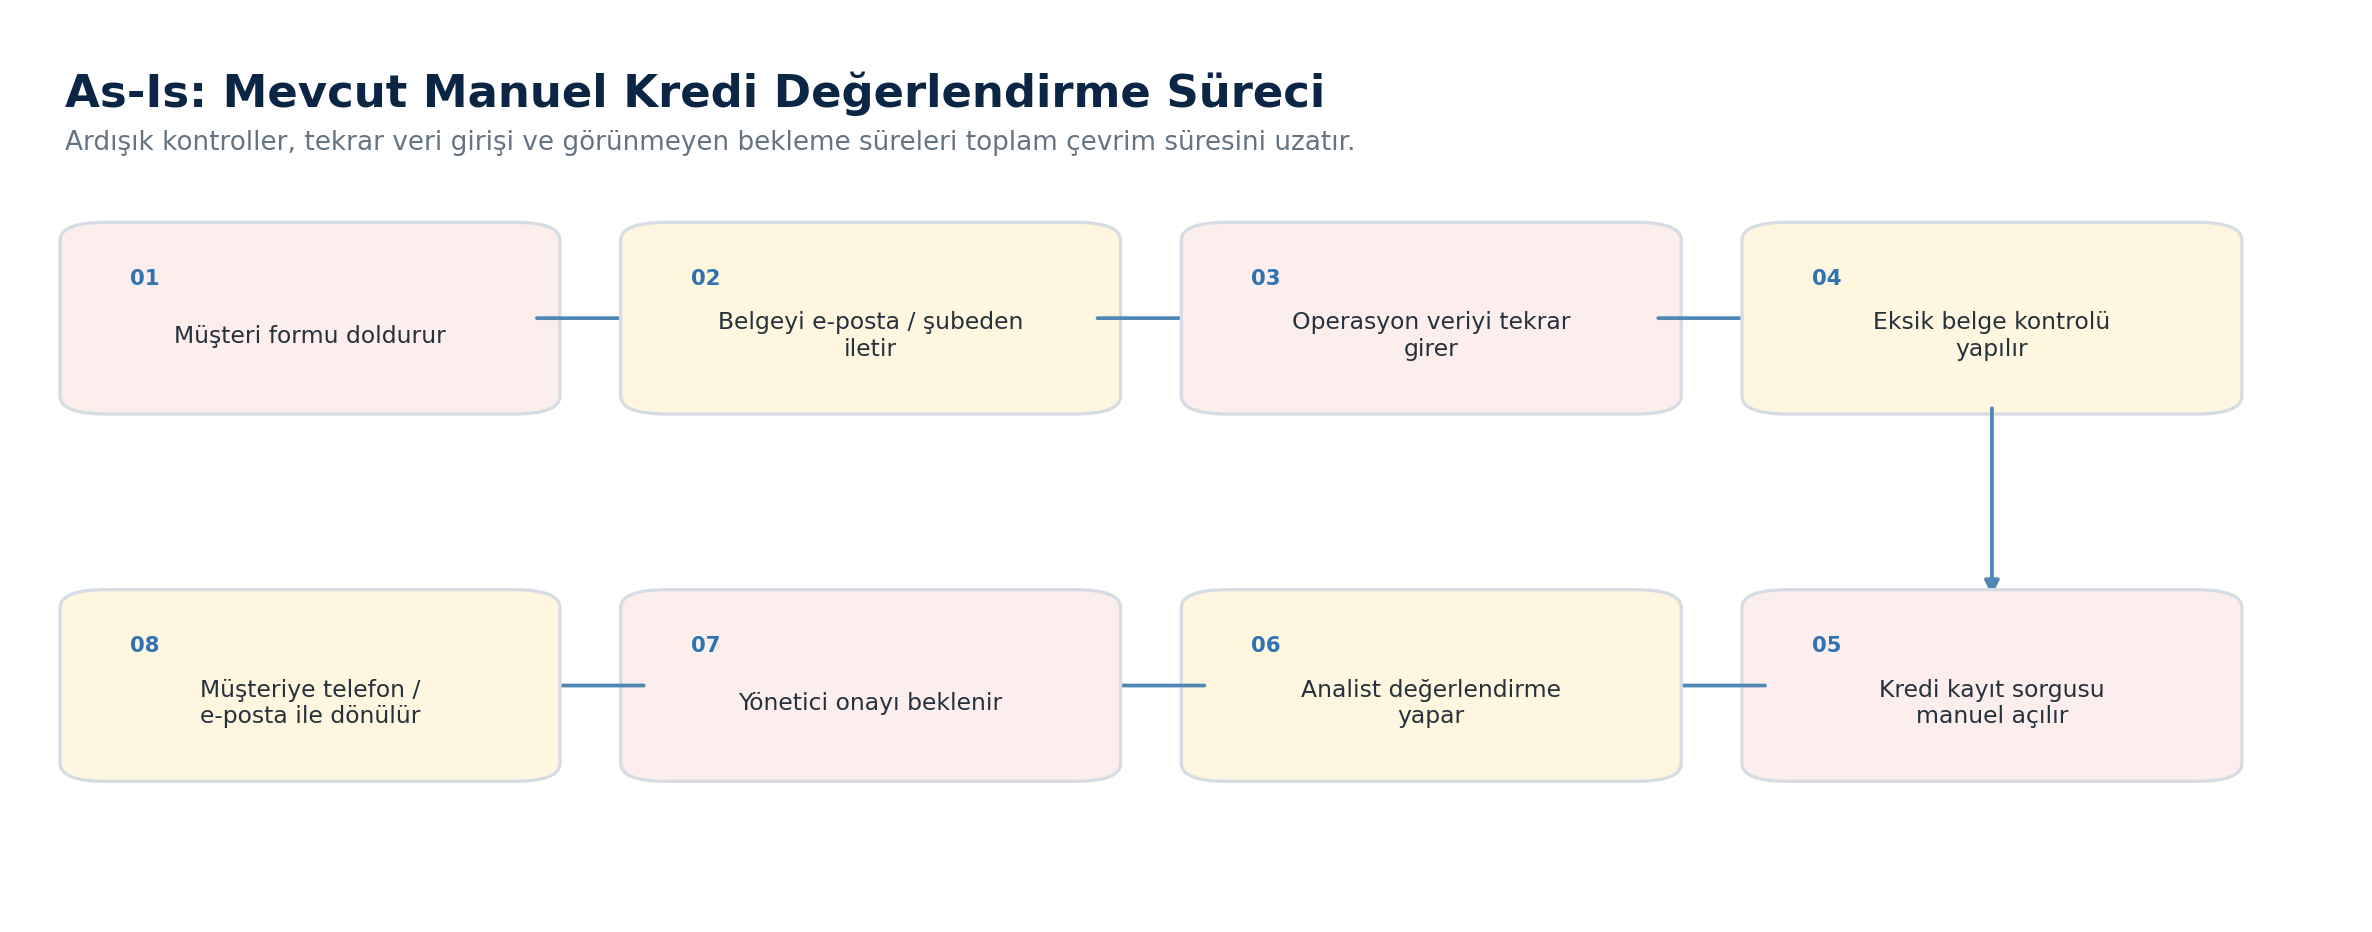 As-Is: Mevcut Manuel Kredi Değerlendirme Süreci
Ardışık kontroller, tekrar veri girişi ve görünmeyen bekleme süreleri toplam çevrim süresini uzatır.
01
Müşteri formu doldurur
02
Belgeyi e-posta / şubeden
iletir
03
Operasyon veriyi tekrar
girer
04
Eksik belge kontrolü
yapılır
05
Kredi kayıt sorgusu
manuel açılır
06
Analist değerlendirme
yapar
07
Yönetici onayı beklenir
08
Müşteriye telefon /
e-posta ile dönülür